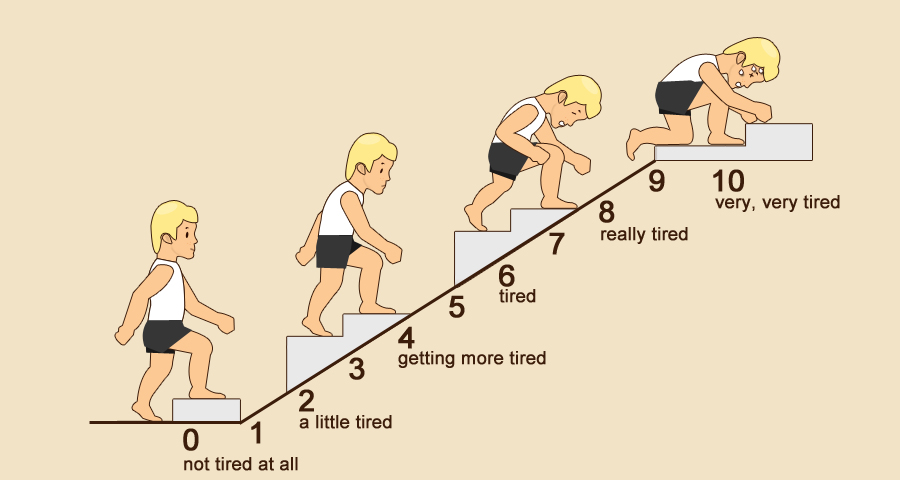 0
not tired at all
1
2
a little tired
3
4
getting more tired
5
6
tired
7
8
really tired
9
10
very, very tired